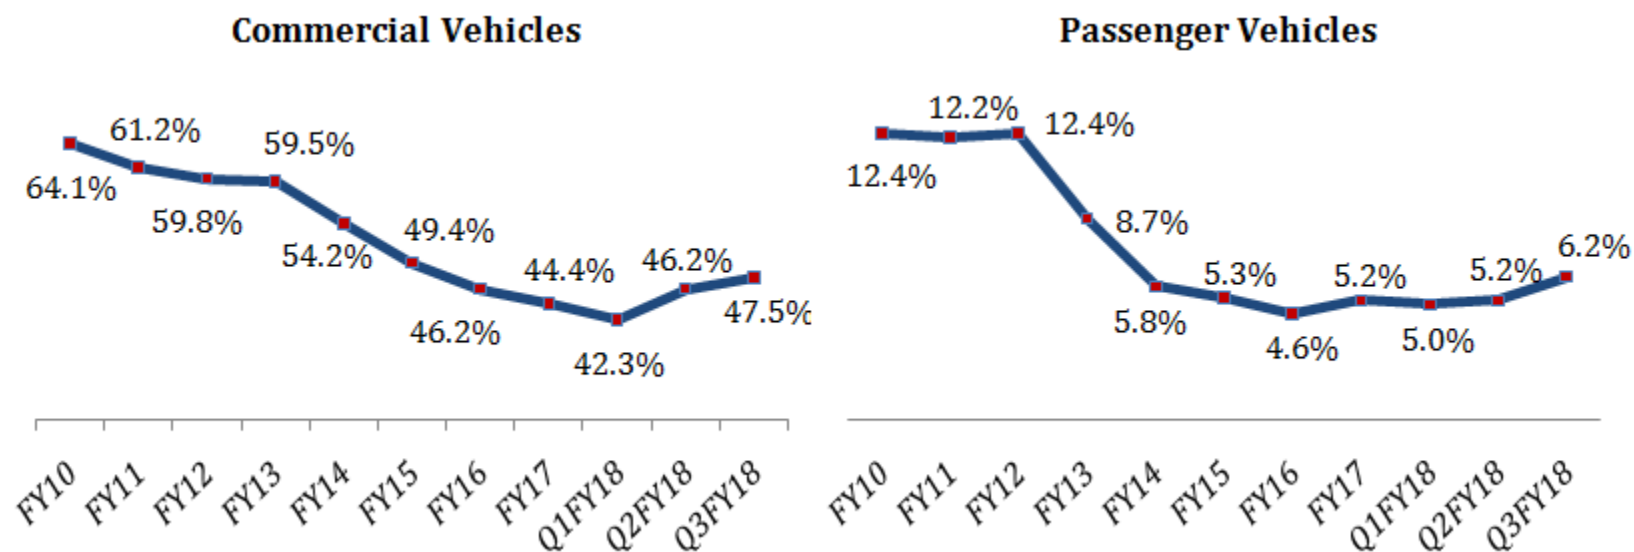 Commercial Vehicles
64.1%
61.2%
59.8%
59.5%
54.2%
49.4%
46.2%
44.4%
42.3%
46.2%
47.5%
FY10
FY11
FY12
FY13
FY14
FY15
FY16
FY17
Q1FY18
Q2FY18
Q3FY18
Passenger Vehicles
12.4%
12.2%
12.4%
8.7%
5.8%
5.3%
4.6%
5.2%
5.0%
5.2%
6.2%
FY10
FY11
FY12
FY13
FY14
FY15
FY16
FY17
Q1FY18
Q2FY18
Q3FY18